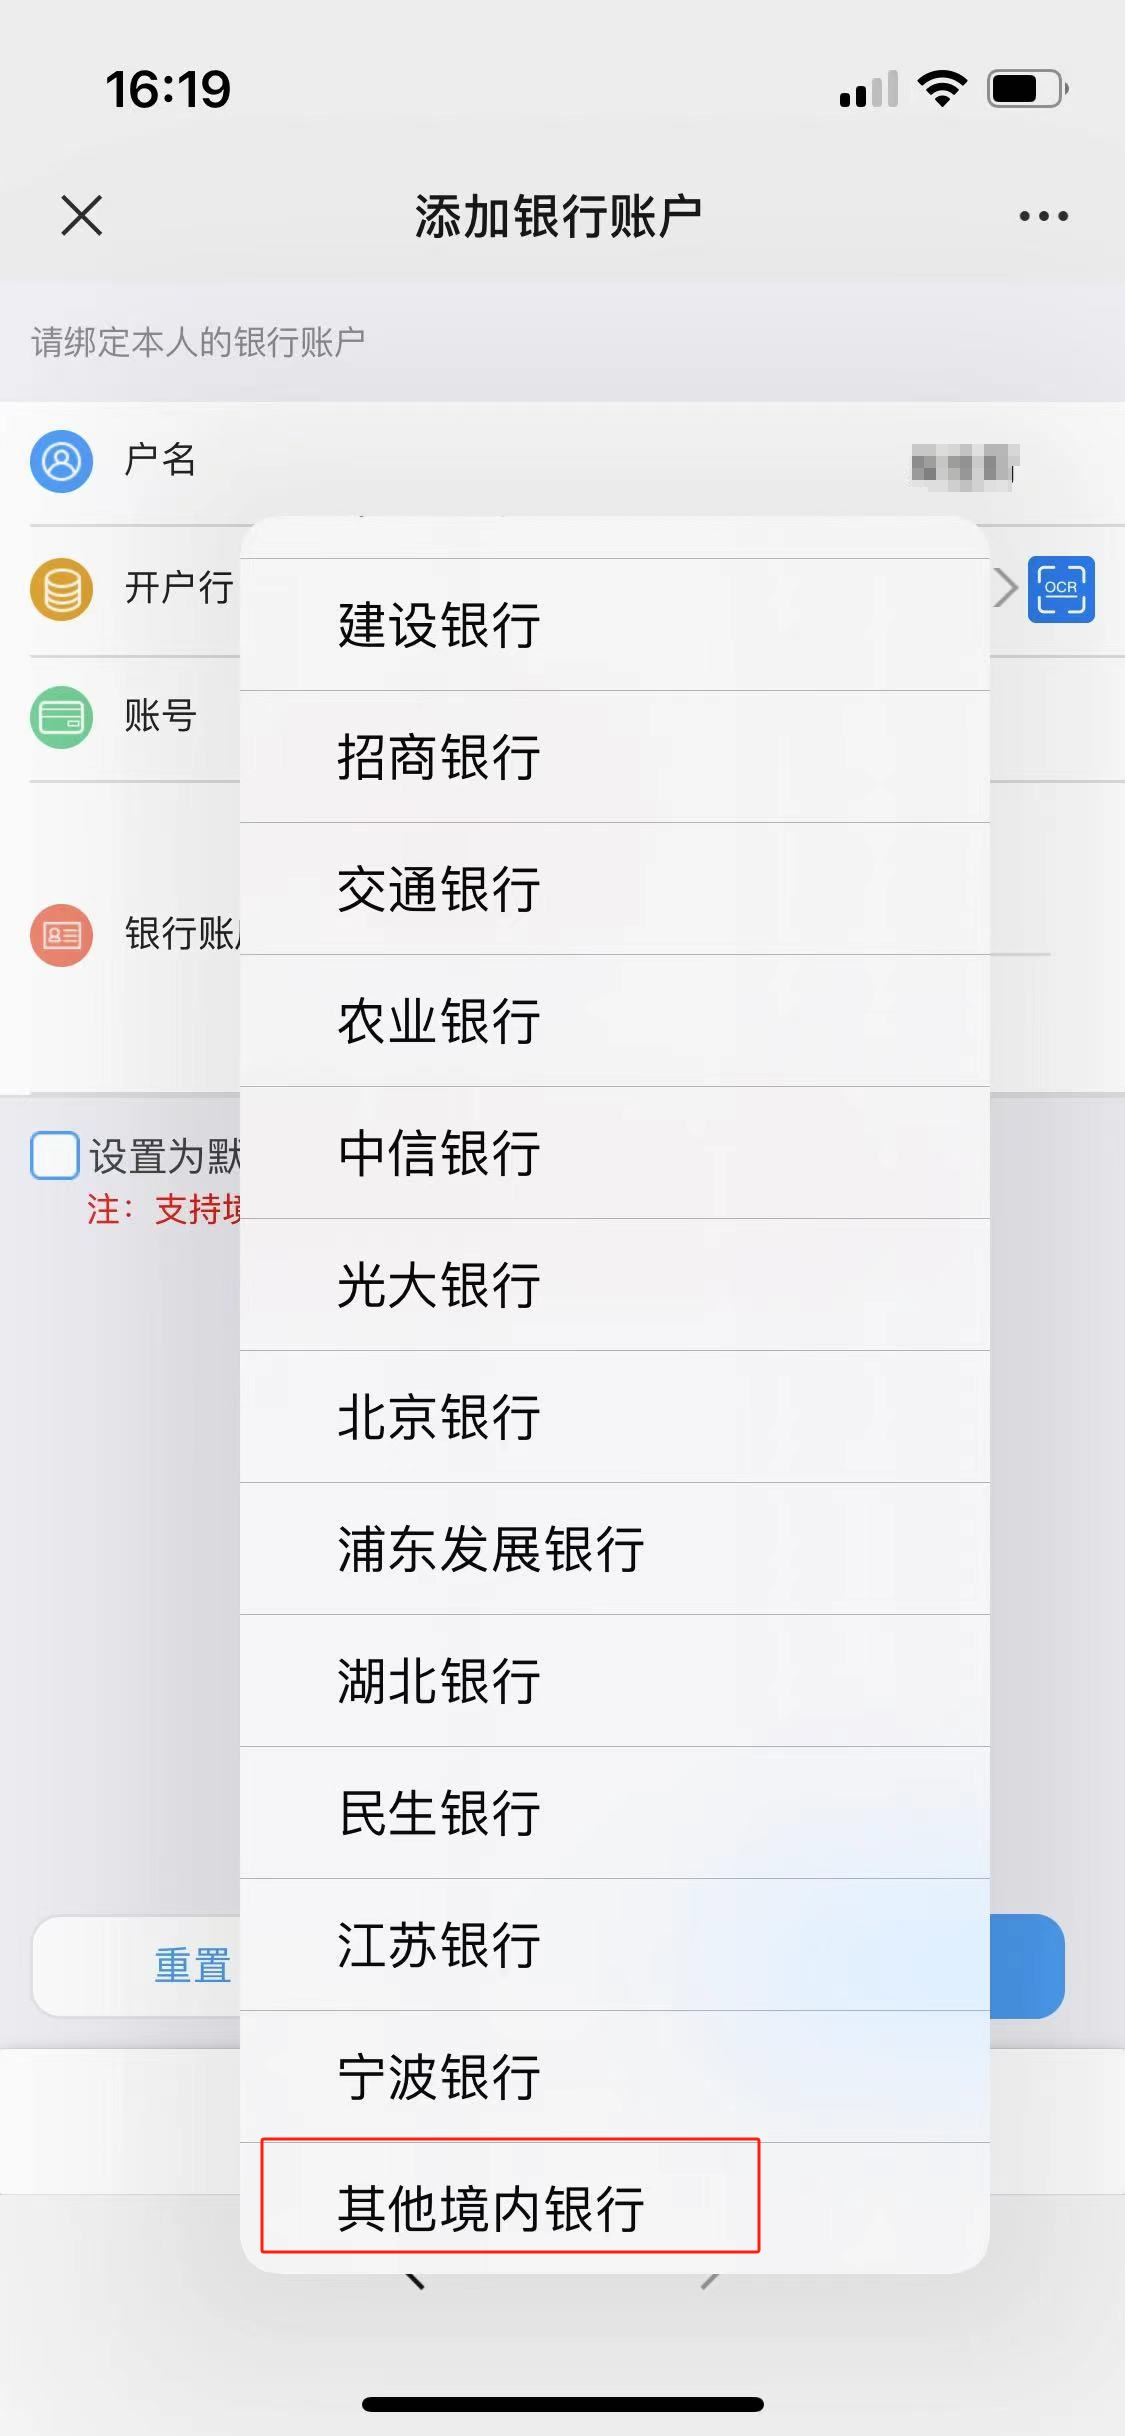 16:19
添加银行账户
请绑定本人的银行账户
户名
开户行
OCR
账号
银行账
设置为默
注：支持境
建设银行
招商银行
交通银行
农业银行
中信银行
光大银行
北京银行
浦东发展银行
湖北银行
民生银行
江苏银行
重置
宁波银行
其他境内银行